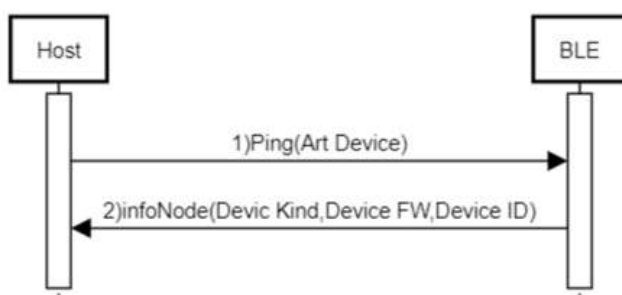 Host
BLE
1)Ping(Art Device)
2)infoNode(Devic Kind,Device FW,Device ID)